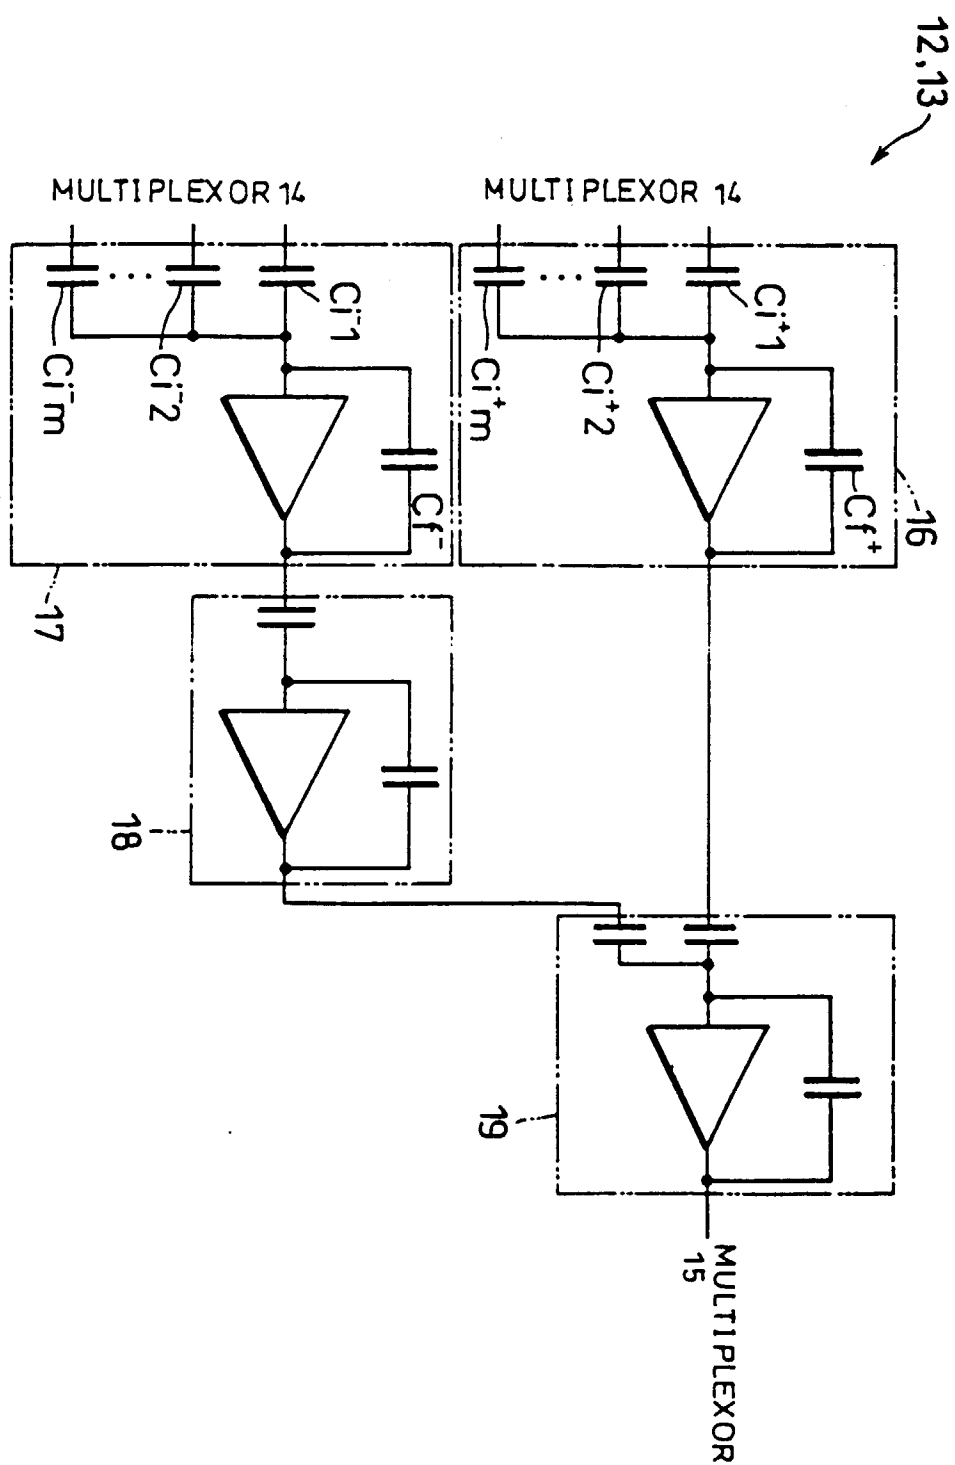 12,13
MULTIPLEXOR 14
MULTIPLEXOR 14
Ci⁺1
Ci⁺2
Ci⁺m
Cf⁺
16
Ci⁻1
Ci⁻2
Ci⁻m
Cf⁻
17
18
19
MULTIPLEXOR
15